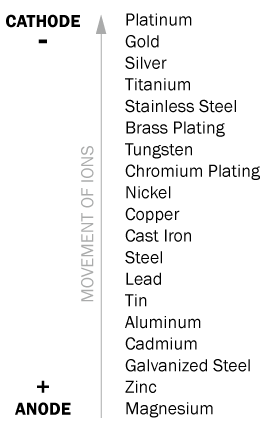 CATHODE
-
MOVEMENT OF IONS
+
ANODE
Platinum
Gold
Silver
Titanium
Stainless Steel
Brass Plating
Tungsten
Chromium Plating
Nickel
Copper
Cast Iron
Steel
Lead
Tin
Aluminum
Cadmium
Galvanized Steel
Zinc
Magnesium